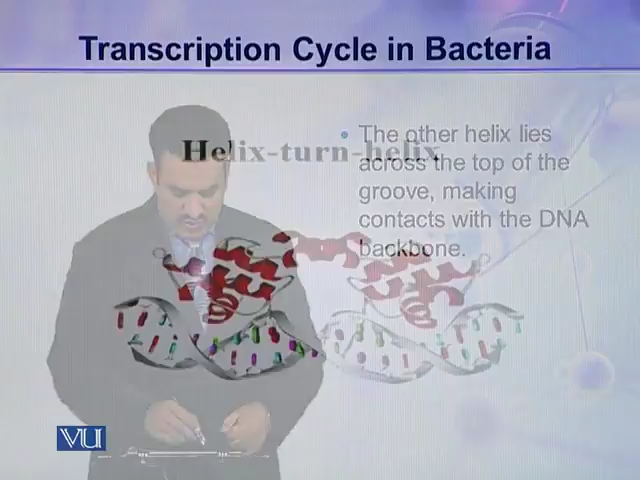 Transcription Cycle in Bacteria
Helix-turn-helix
• The other helix lies
across the top of the
groove, making
contacts with the DNA
backbone.
VU